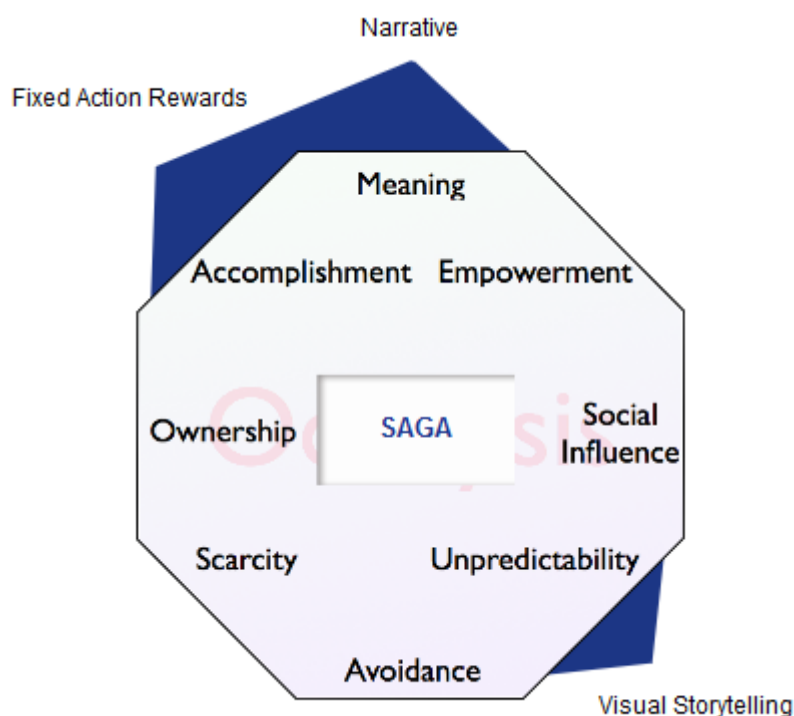 Narrative
Fixed Action Rewards
Meaning
Accomplishment Empowerment
Ownership
SAGA
Social
Influence
Scarcity
Unpredictability
Avoidance
Visual Storytelling